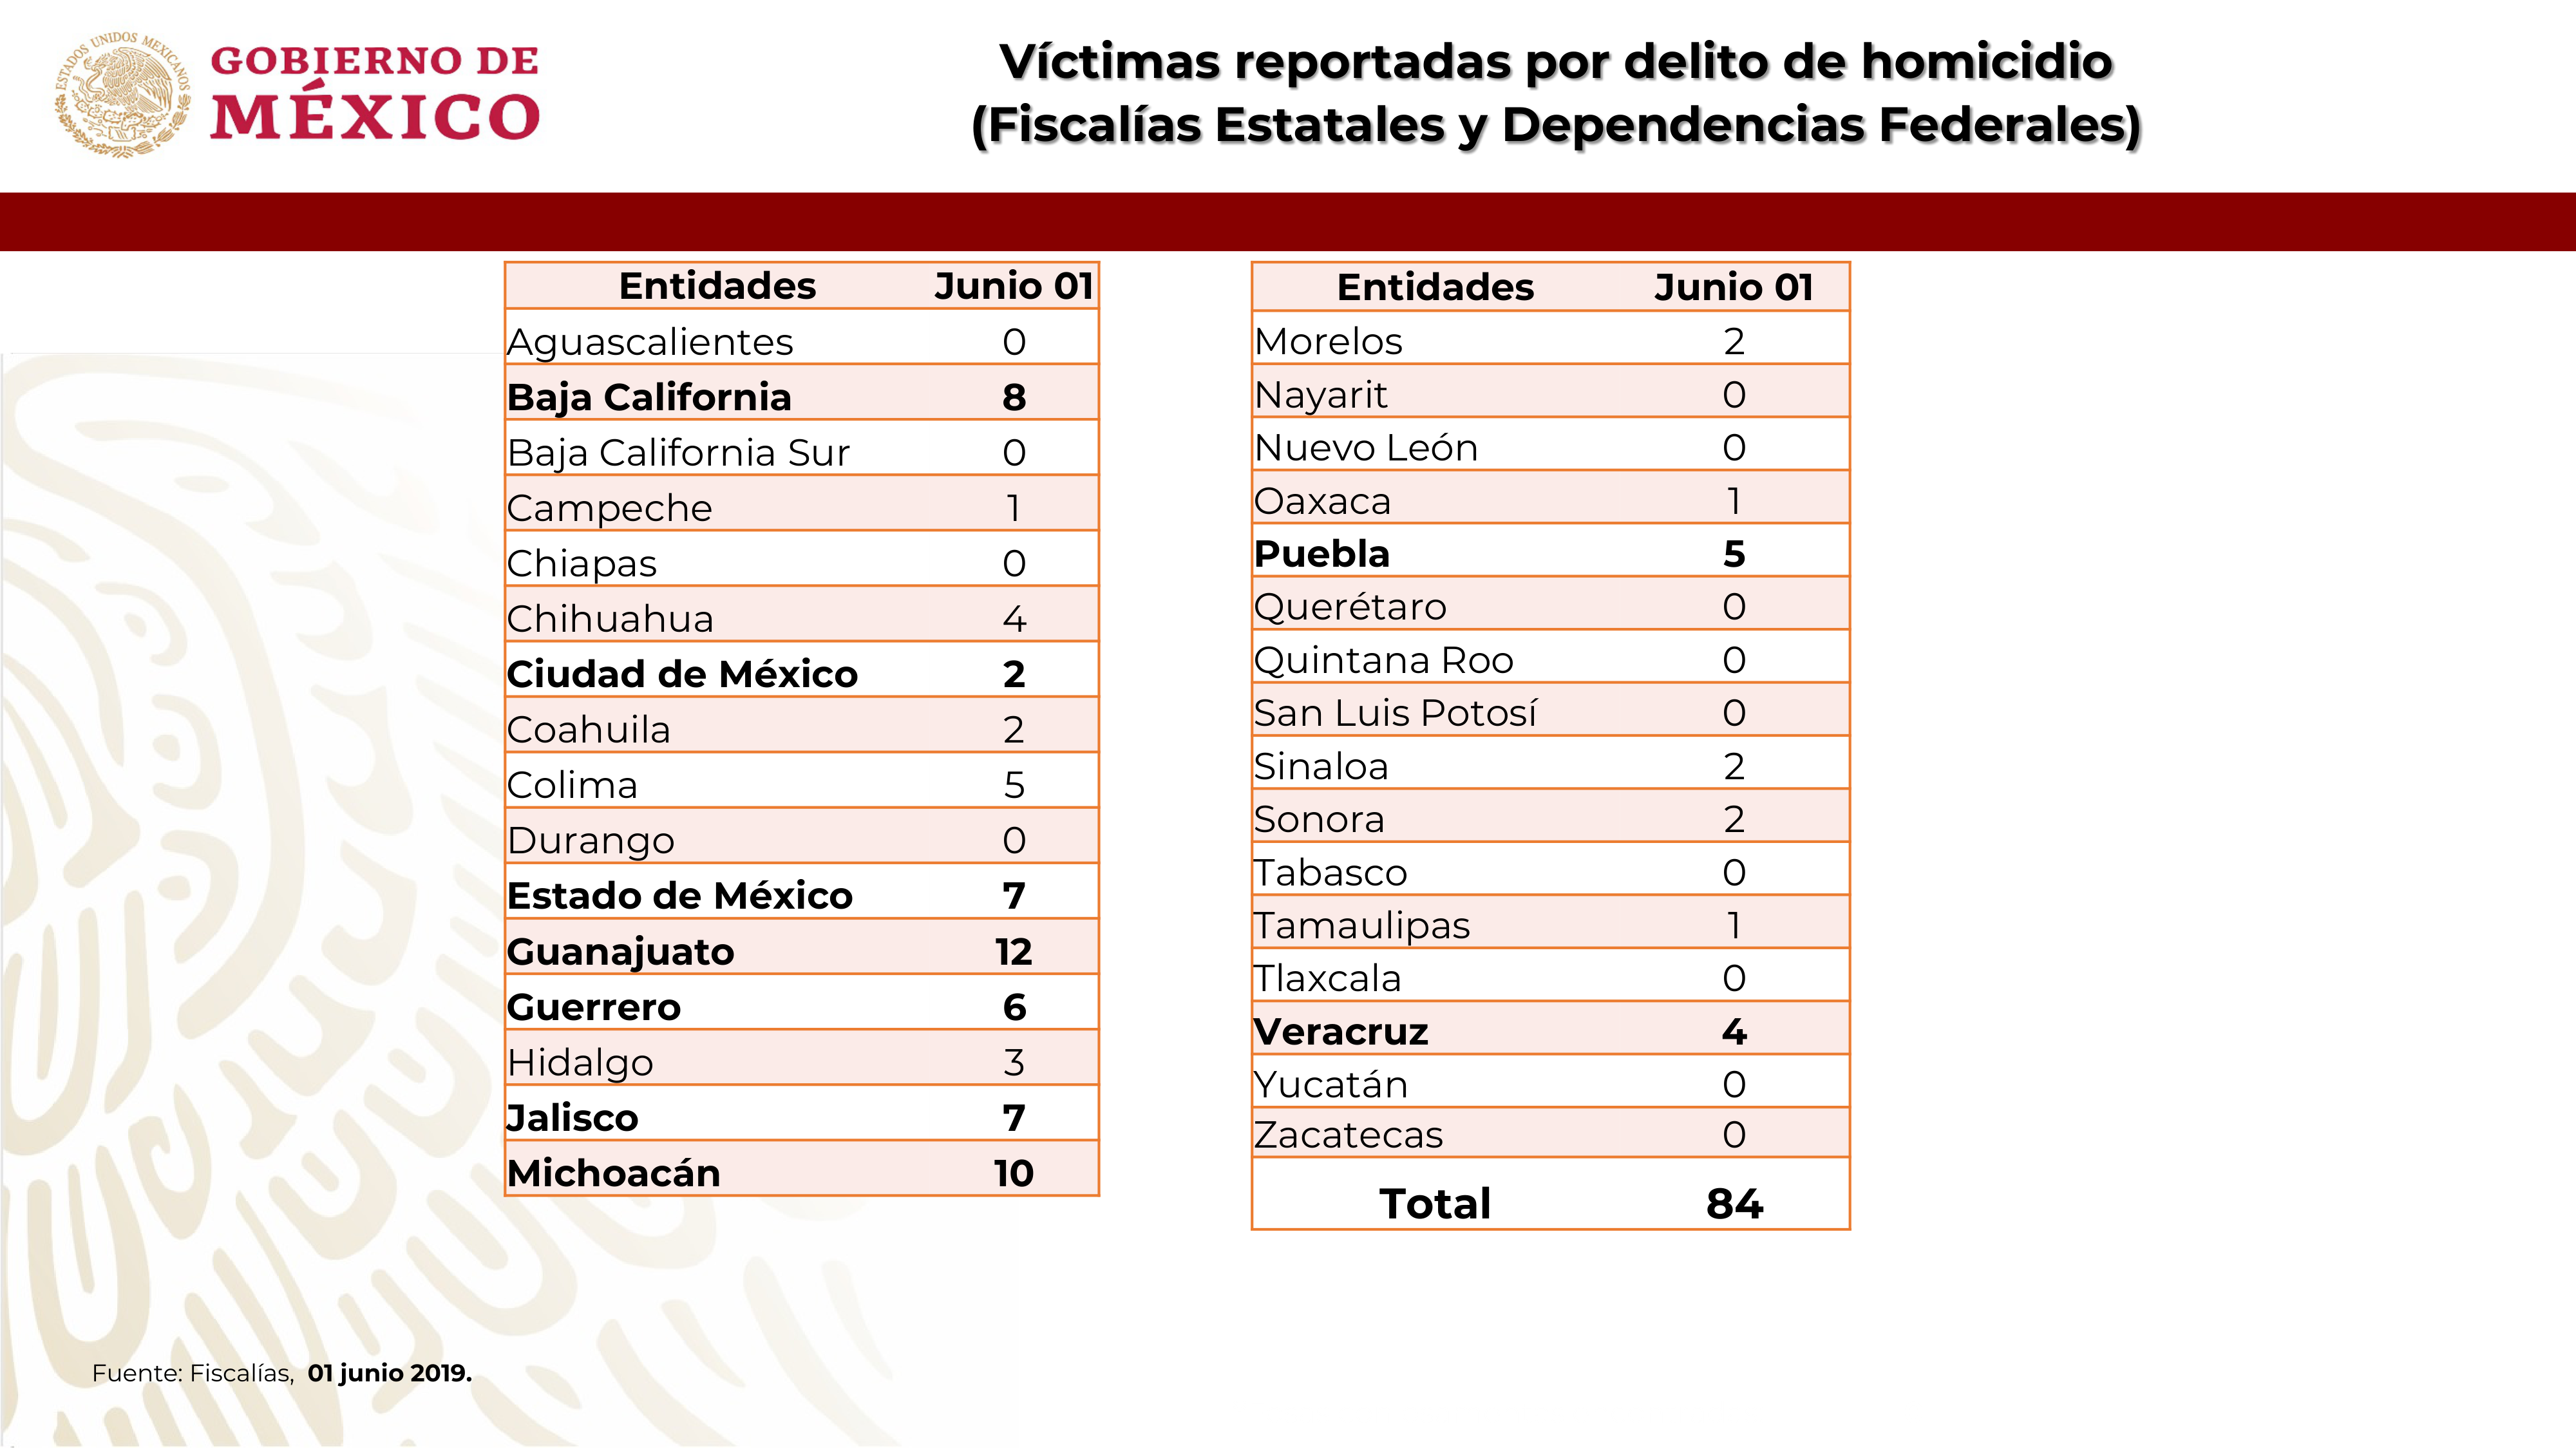 ESTADOS UNIDOS MEXICANOS
GOBIERNO DE
MÉXICO
Víctimas reportadas por delito de homicidio
(Fiscalías Estatales y Dependencias Federales)
Entidades Junio 01
Aguascalientes 0
Baja California 8
Baja California Sur 0
Campeche 1
Chiapas 0
Chihuahua 4
Ciudad de México 2
Coahuila 2
Colima 5
Durango 0
Estado de México 7
Guanajuato 12
Guerrero 6
Hidalgo 3
Jalisco 7
Michoacán 10
Entidades Junio 01
Morelos 2
Nayarit 0
Nuevo León 0
Oaxaca 1
Puebla 5
Querétaro 0
Quintana Roo 0
San Luis Potosí 0
Sinaloa 2
Sonora 2
Tabasco 0
Tamaulipas 1
Tlaxcala 0
Veracruz 4
Yucatán 0
Zacatecas 0
Total 84
Fuente: Fiscalías, 01 junio 2019.